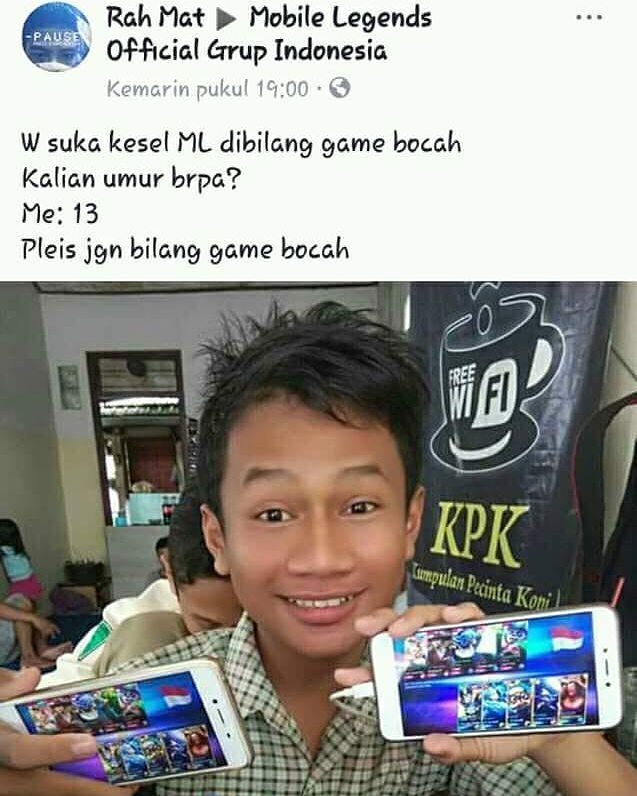 -PAUSE-
Rah Mat ▶ Mobile Legends
Official Grup Indonesia
Kemarin pukul 19:00 ·
W suka kesel ML dibilang game bocah
Kalian umur brpa?
Me: 13
Pleis jgn bilang game bocah
FREE
WI FI
KPK
Kumpulan Pecinta Kopi